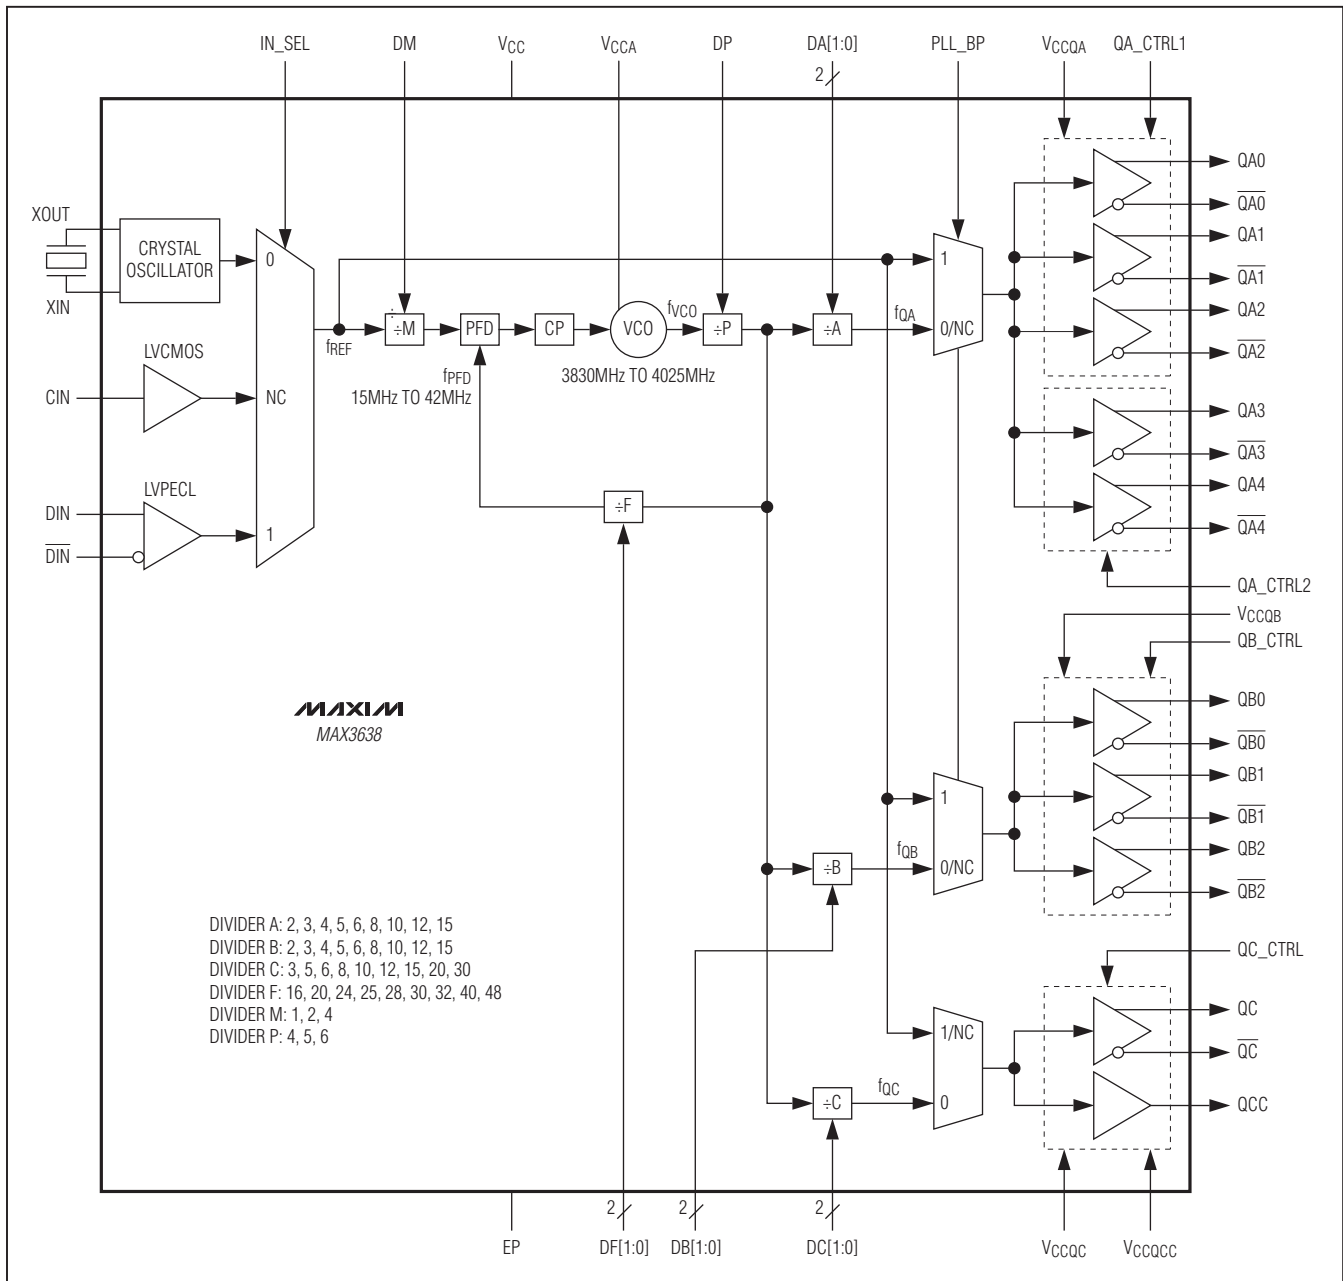 IN_SEL
DM
VCC
VCCA
DP
DA[1:0]
PLL_BP
VCCQA
QA_CTRL1
2
XOUT
XIN
CRYSTAL
OSCILLATOR
0
LVCMOS
CIN
NC
LVPECL
DIN
DIN
1
fREF
÷
÷M
PFD
CP
VCO
fVCO
÷P
÷A
fQA
1
0/NC
fPFD
15MHz TO 42MHz
3830MHz TO 4025MHz
÷F
QA0
QA0
QA1
QA1
QA2
QA2
QA3
QA3
QA4
QA4
QA_CTRL2
VCCQB
QB_CTRL
MAXIM
MAX3638
1
fQB
0/NC
÷B
QB0
QB0
QB1
QB1
QB2
QB2
DIVIDER A: 2, 3, 4, 5, 6, 8, 10, 12, 15
DIVIDER B: 2, 3, 4, 5, 6, 8, 10, 12, 15
DIVIDER C: 3, 5, 6, 8, 10, 12, 15, 20, 30
DIVIDER F: 16, 20, 24, 25, 28, 30, 32, 40, 48
DIVIDER M: 1, 2, 4
DIVIDER P: 4, 5, 6
QC_CTRL
1/NC
fQC
0
÷C
QC
QC
QCC
2
2
2
EP
DF[1:0]
DB[1:0]
DC[1:0]
VCCQC
VCCQCC